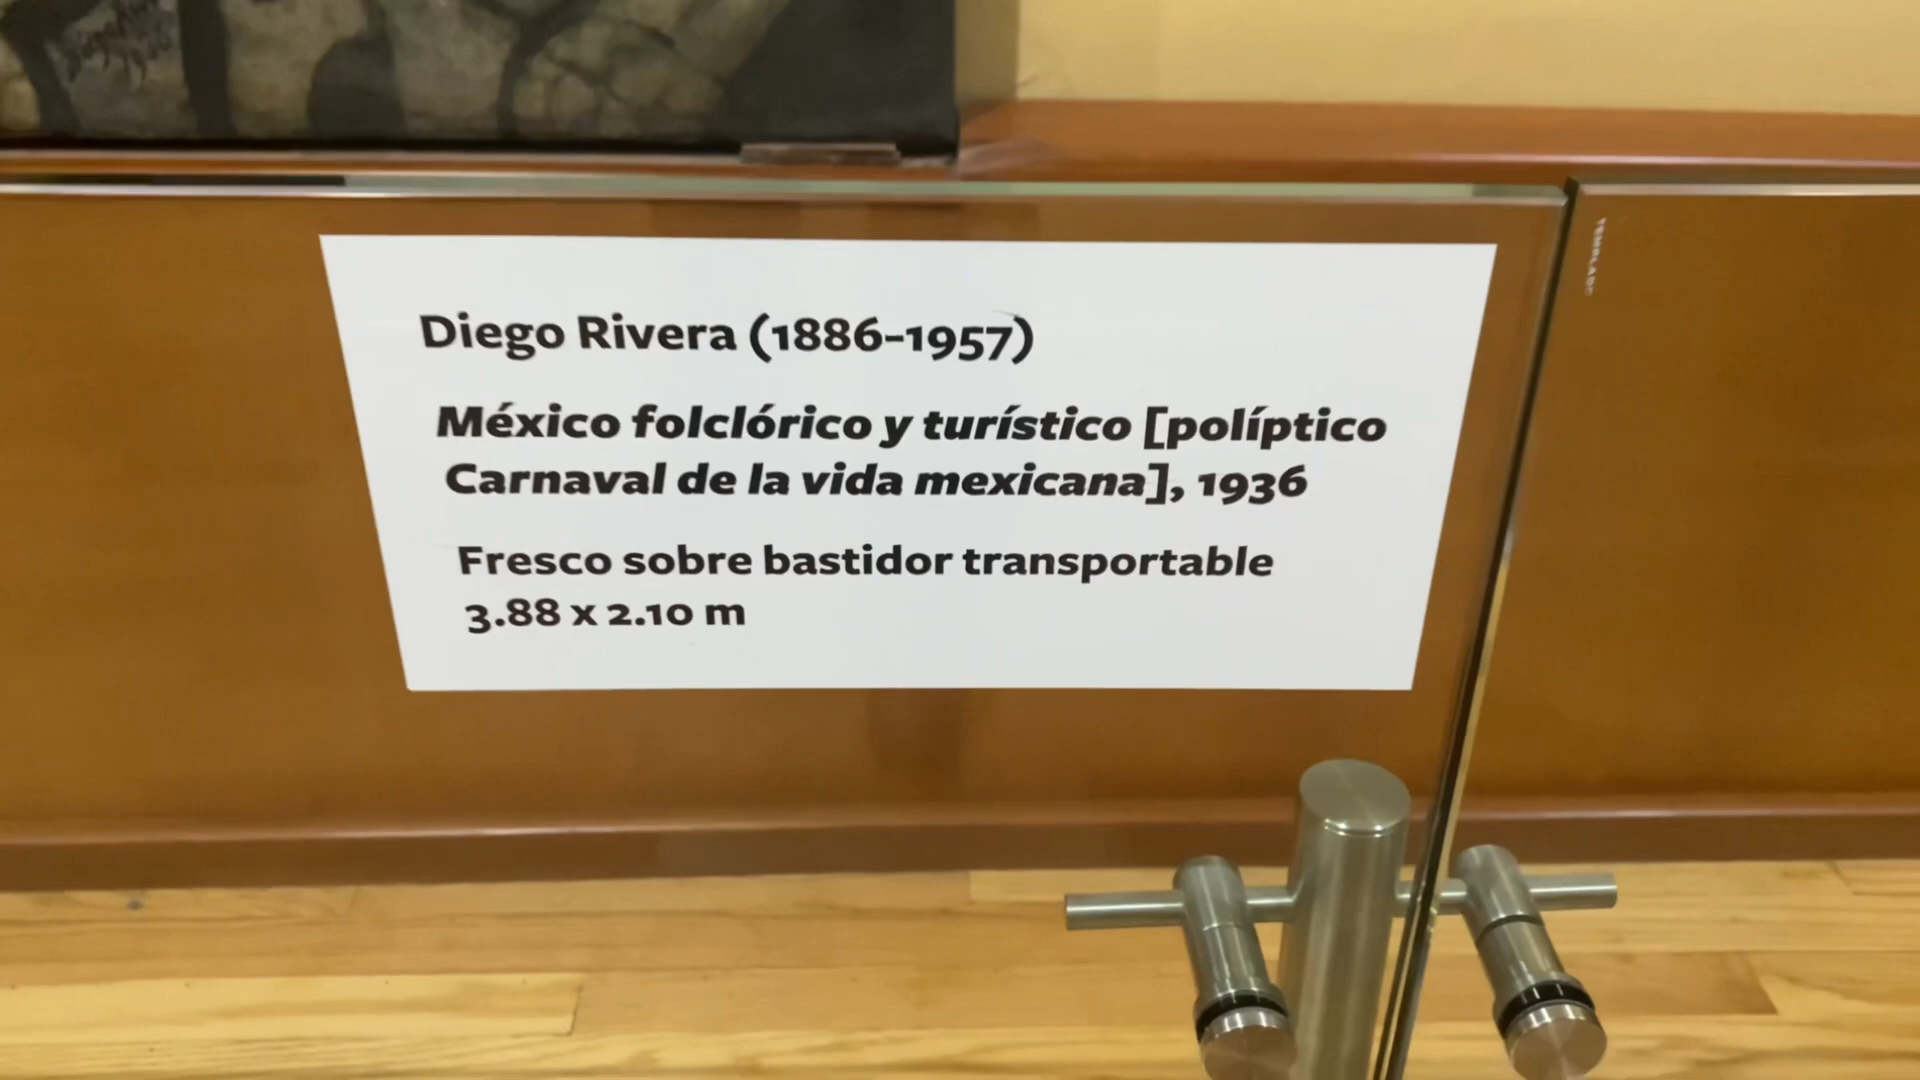 Diego Rivera (1886-1957)
México folclórico y turístico [políptico
Carnaval de la vida mexicana], 1936
Fresco sobre bastidor transportable
3.88 x 2.10 m
TEMPLADO